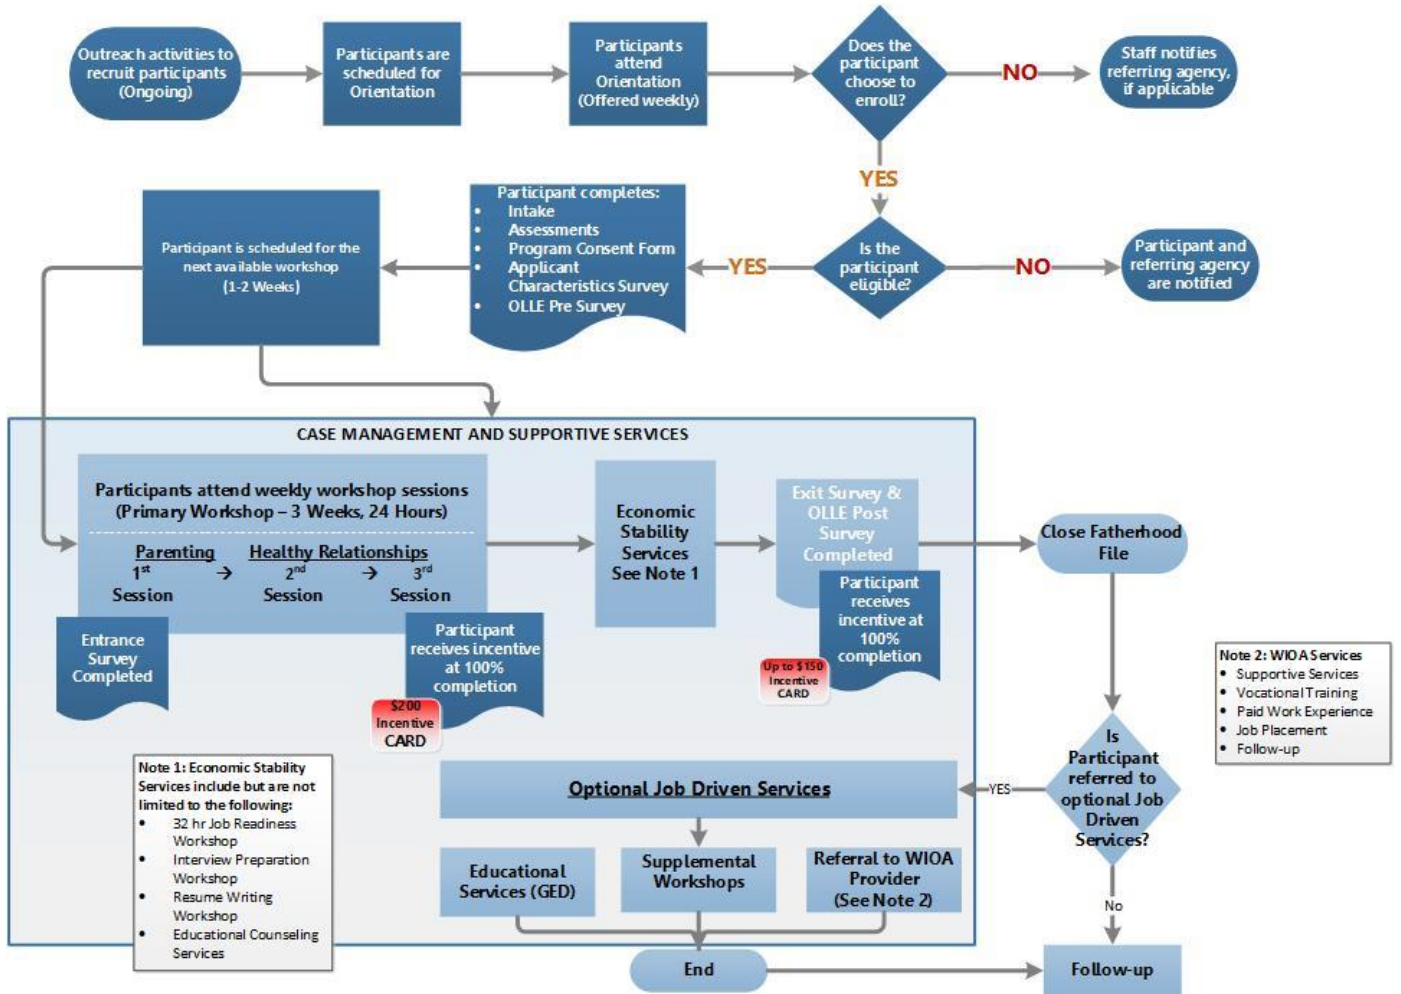 Outreach activities to
recruit participants
(Ongoing)
Participants are
scheduled for
Orientation
Participants
attend
Orientation
(Offered weekly)
Does the
participant
choose to
enroll?
NO
Staff notifies
referring agency,
if applicable
YES
Participant is scheduled for the
next available workshop
(1-2 Weeks)
Participant completes:
• Intake
• Assessments
• Program Consent Form
• Applicant
Characteristics Survey
• OLLE Pre Survey
YES
Is the
participant
eligible?
NO
Participant and
referring agency
are notified
CASE MANAGEMENT AND SUPPORTIVE SERVICES
Participants attend weekly workshop sessions
(Primary Workshop – 3 Weeks, 24 Hours)
Parenting Healthy Relationships
1st → 2nd → 3rd
Session Session Session
Entrance
Survey
Completed
Participant
receives incentive
at 100%
completion
$200
Incentive
CARD
Economic
Stability
Services
See Note 1
Exit Survey &
OLLE Post
Survey
Completed
Participant
receives
incentive at
100%
completion
Up to $150
Incentive
CARD
Close Fatherhood
File
Note 2: WIOA Services
• Supportive Services
• Vocational Training
• Paid Work Experience
• Job Placement
• Follow-up
Is
Participant
referred to
optional Job
Driven
Services?
YES
No
Note 1: Economic Stability
Services include but are not
limited to the following:
• 32 hr Job Readiness
Workshop
• Interview Preparation
Workshop
• Resume Writing
Workshop
• Educational Counseling
Services
Optional Job Driven Services
Educational
Services (GED)
Supplemental
Workshops
Referral to WIOA
Provider
(See Note 2)
End
Follow-up